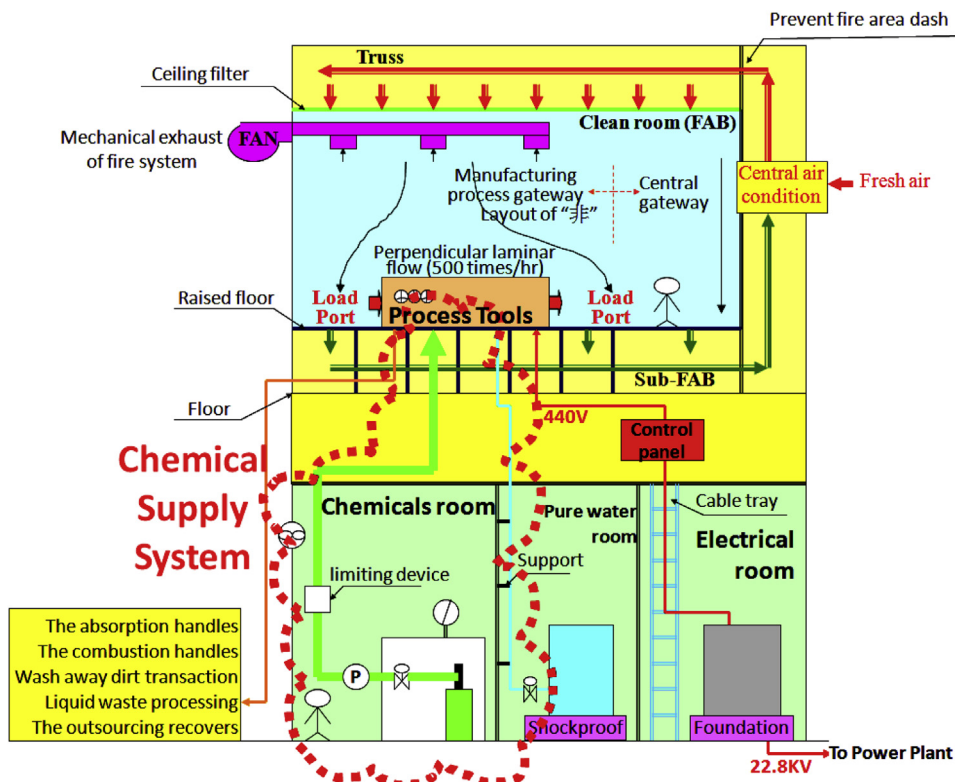 Prevent fire area dash
Truss
Ceiling filter
Clean room (FAB)
FAN
Mechanical exhaust
of fire system
Central air
condition
Fresh air
Manufacturing
process gateway
Layout of “非”
Central
gateway
Perpendicular laminar
flow (500 times/hr)
Raised floor
Load
Port
Process Tools
Load
Port
Sub-FAB
Floor
440V
Control
panel
Chemical
Supply
System
Chemicals room
Pure water
room
Cable tray
Electrical
room
Support
limiting device
P
The absorption handles
The combustion handles
Wash away dirt transaction
Liquid waste processing
The outsourcing recovers
Shockproof
Foundation
To Power Plant
22.8KV